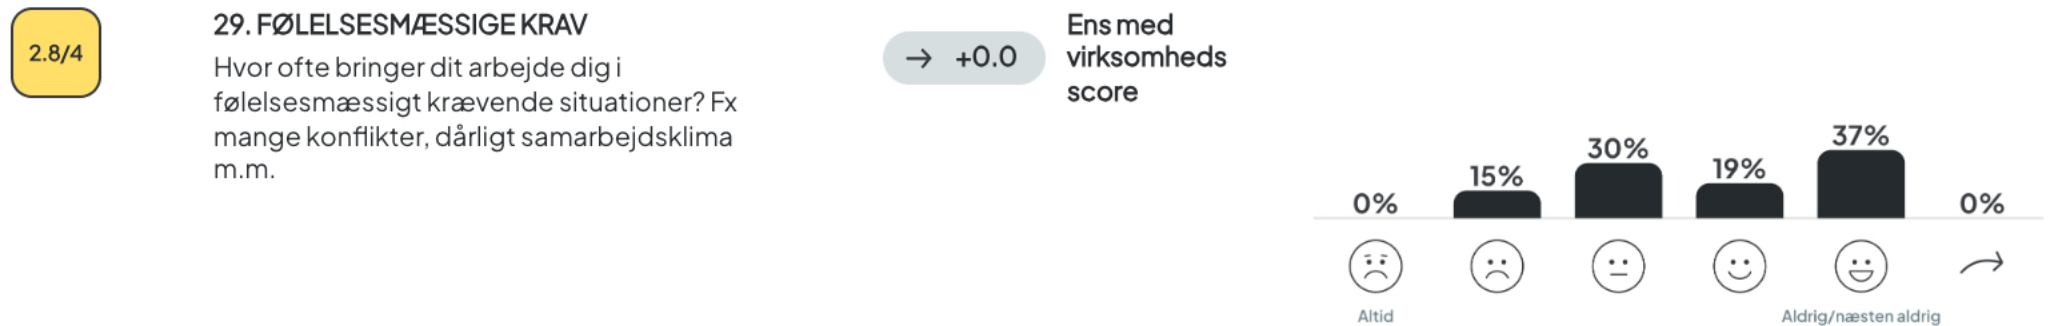 2.8/4
29. FØLELSESMÆSSIGE KRAV
Hvor ofte bringer dit arbejde dig i
følelsesmæssigt krævende situationer? Fx
mange konflikter, dårligt samarbejdsklima
m.m.
→ +0.0
Ens med
virksomheds
score
0% 15% 30% 19% 37% 0%
Altid Aldrig/næsten aldrig